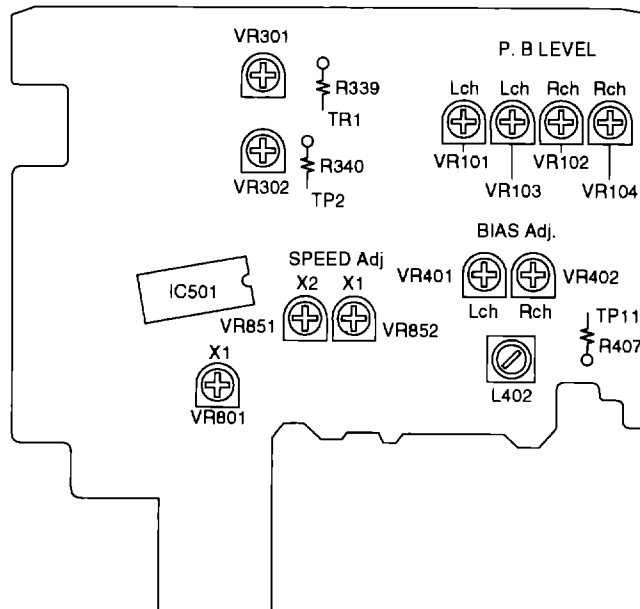 VR301
P. B LEVEL
R339
TR1
Lch Lch Rch Rch
VR101 VR102
VR103 VR104
R340
VR302
TP2
BIAS Adj.
SPEED Adj
X2 X1
VR401 VR402
Lch Rch
IC501
VR851 VR852
TP11
R407
X1
L402
VR801